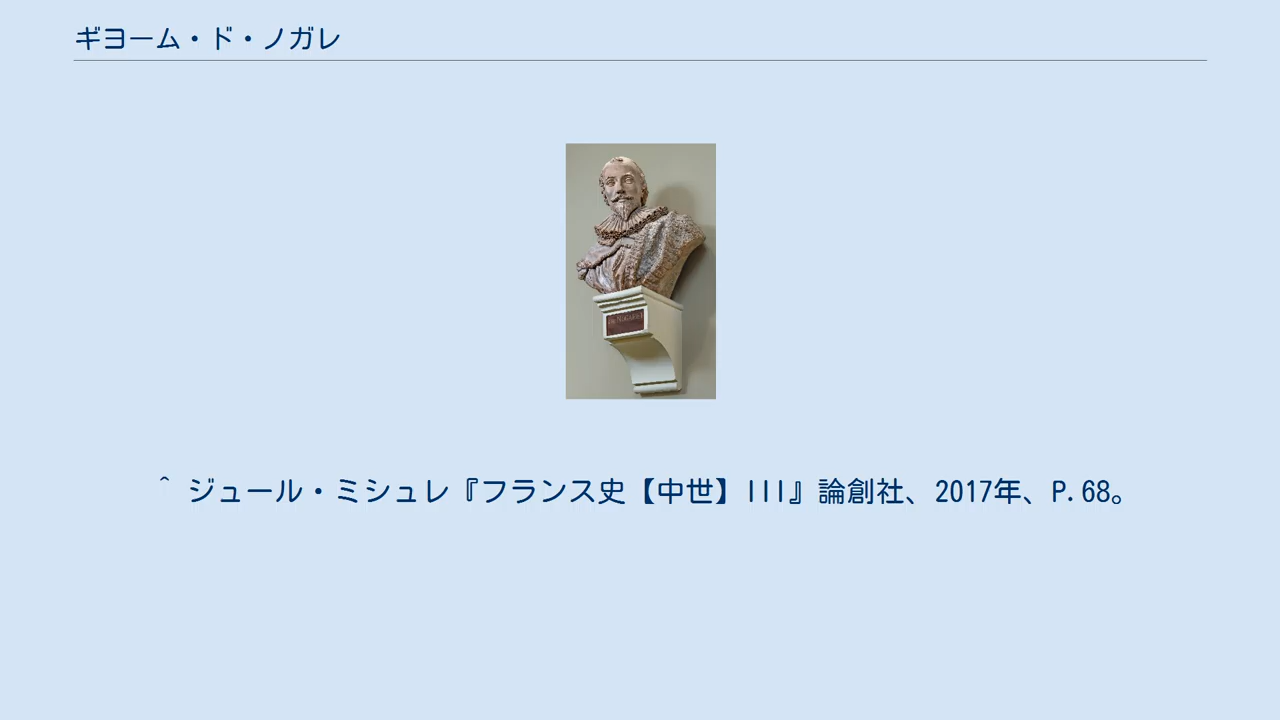 ギヨーム・ド・ノガレ
^ ジュール・ミシュレ『フランス史【中世】III』論創社、2017年、P.68。